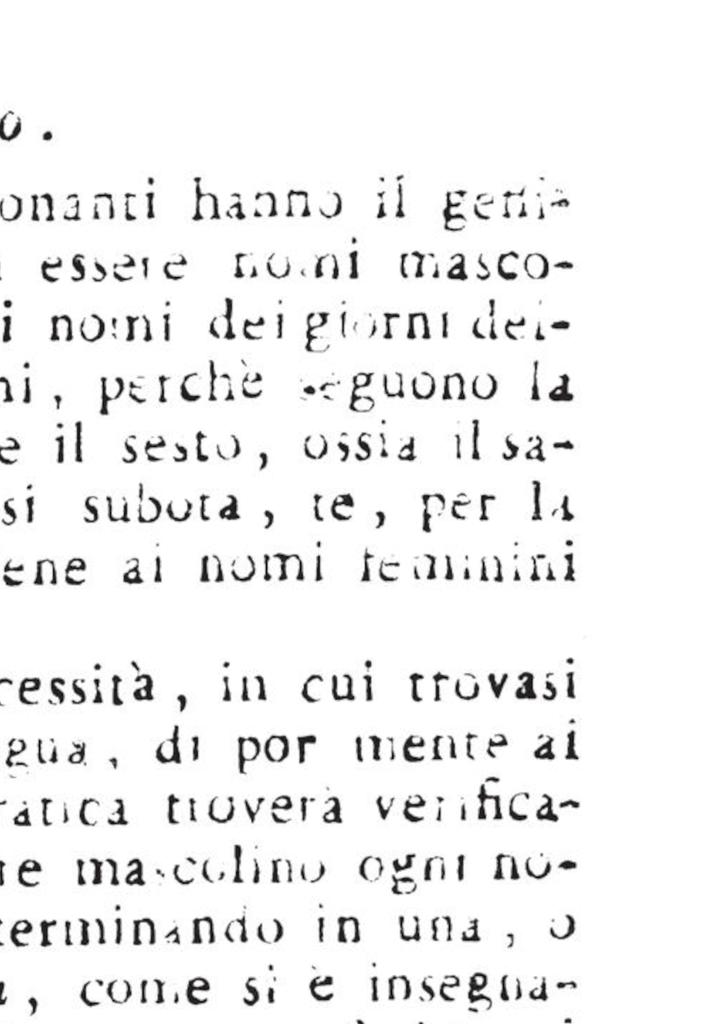 o.
onanti hanno il geni-
i essere nomi masco-
i nomi dei giorni del-
ni, perchè seguono la
e il sesto, ossia il sa-
si subota, te, per la
ene ai nomi feminini
cessità, in cui trovasi
gua, di por mente ai
ratica troverà verifica-
re mascolino ogni no-
terminando in una, o
a, come si è insegna-